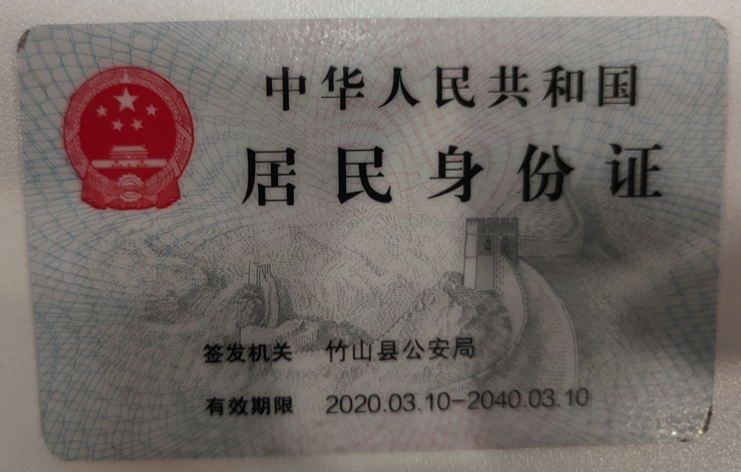 中华人民共和国
居民身份证
签发机关 竹山县公安局
有效期限 2020.03.10-2040.03.10